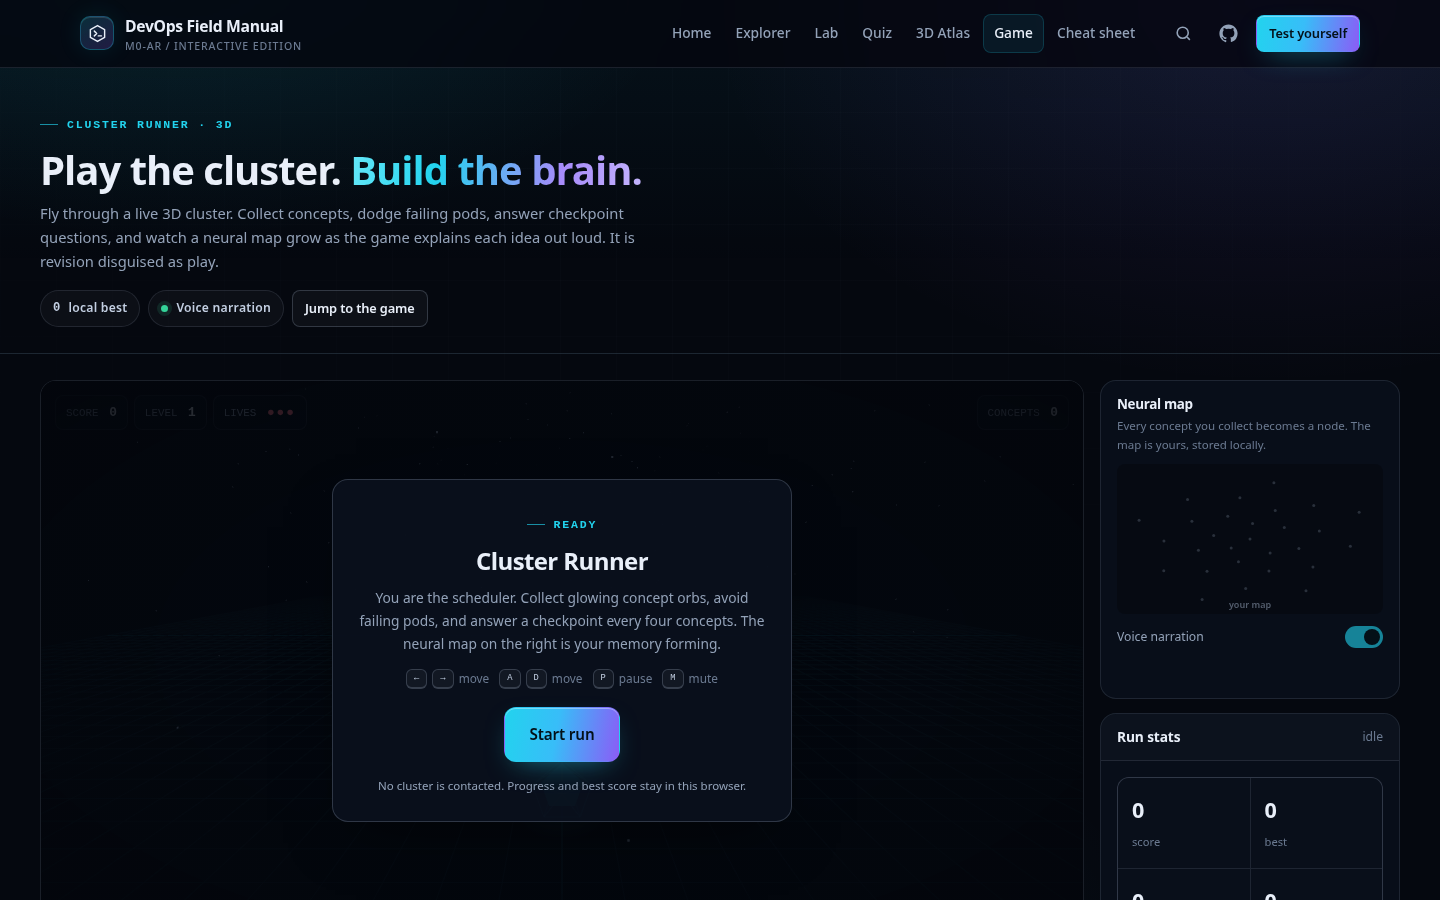 DevOps Field Manual
M0-AR / INTERACTIVE EDITION
Home Explorer Lab Quiz 3D Atlas Game Cheat sheet Test yourself
CLUSTER RUNNER · 3D
Play the cluster. Build the brain.
Fly through a live 3D cluster. Collect concepts, dodge failing pods, answer checkpoint
questions, and watch a neural map grow as the game explains each idea out loud. It is
revision disguised as play.
0 local best Voice narration Jump to the game
SCORE 0 LEVEL 1 LIVES ●●● CONCEPTS 0
READY
Cluster Runner
You are the scheduler. Collect glowing concept orbs, avoid
failing pods, and answer a checkpoint every four concepts. The
neural map on the right is your memory forming.
← → move A D move P pause M mute
Start run
No cluster is contacted. Progress and best score stay in this browser.
Neural map
Every concept you collect becomes a node. The
map is yours, stored locally.
your map
Voice narration
Run stats idle
0 0
score best
0 0